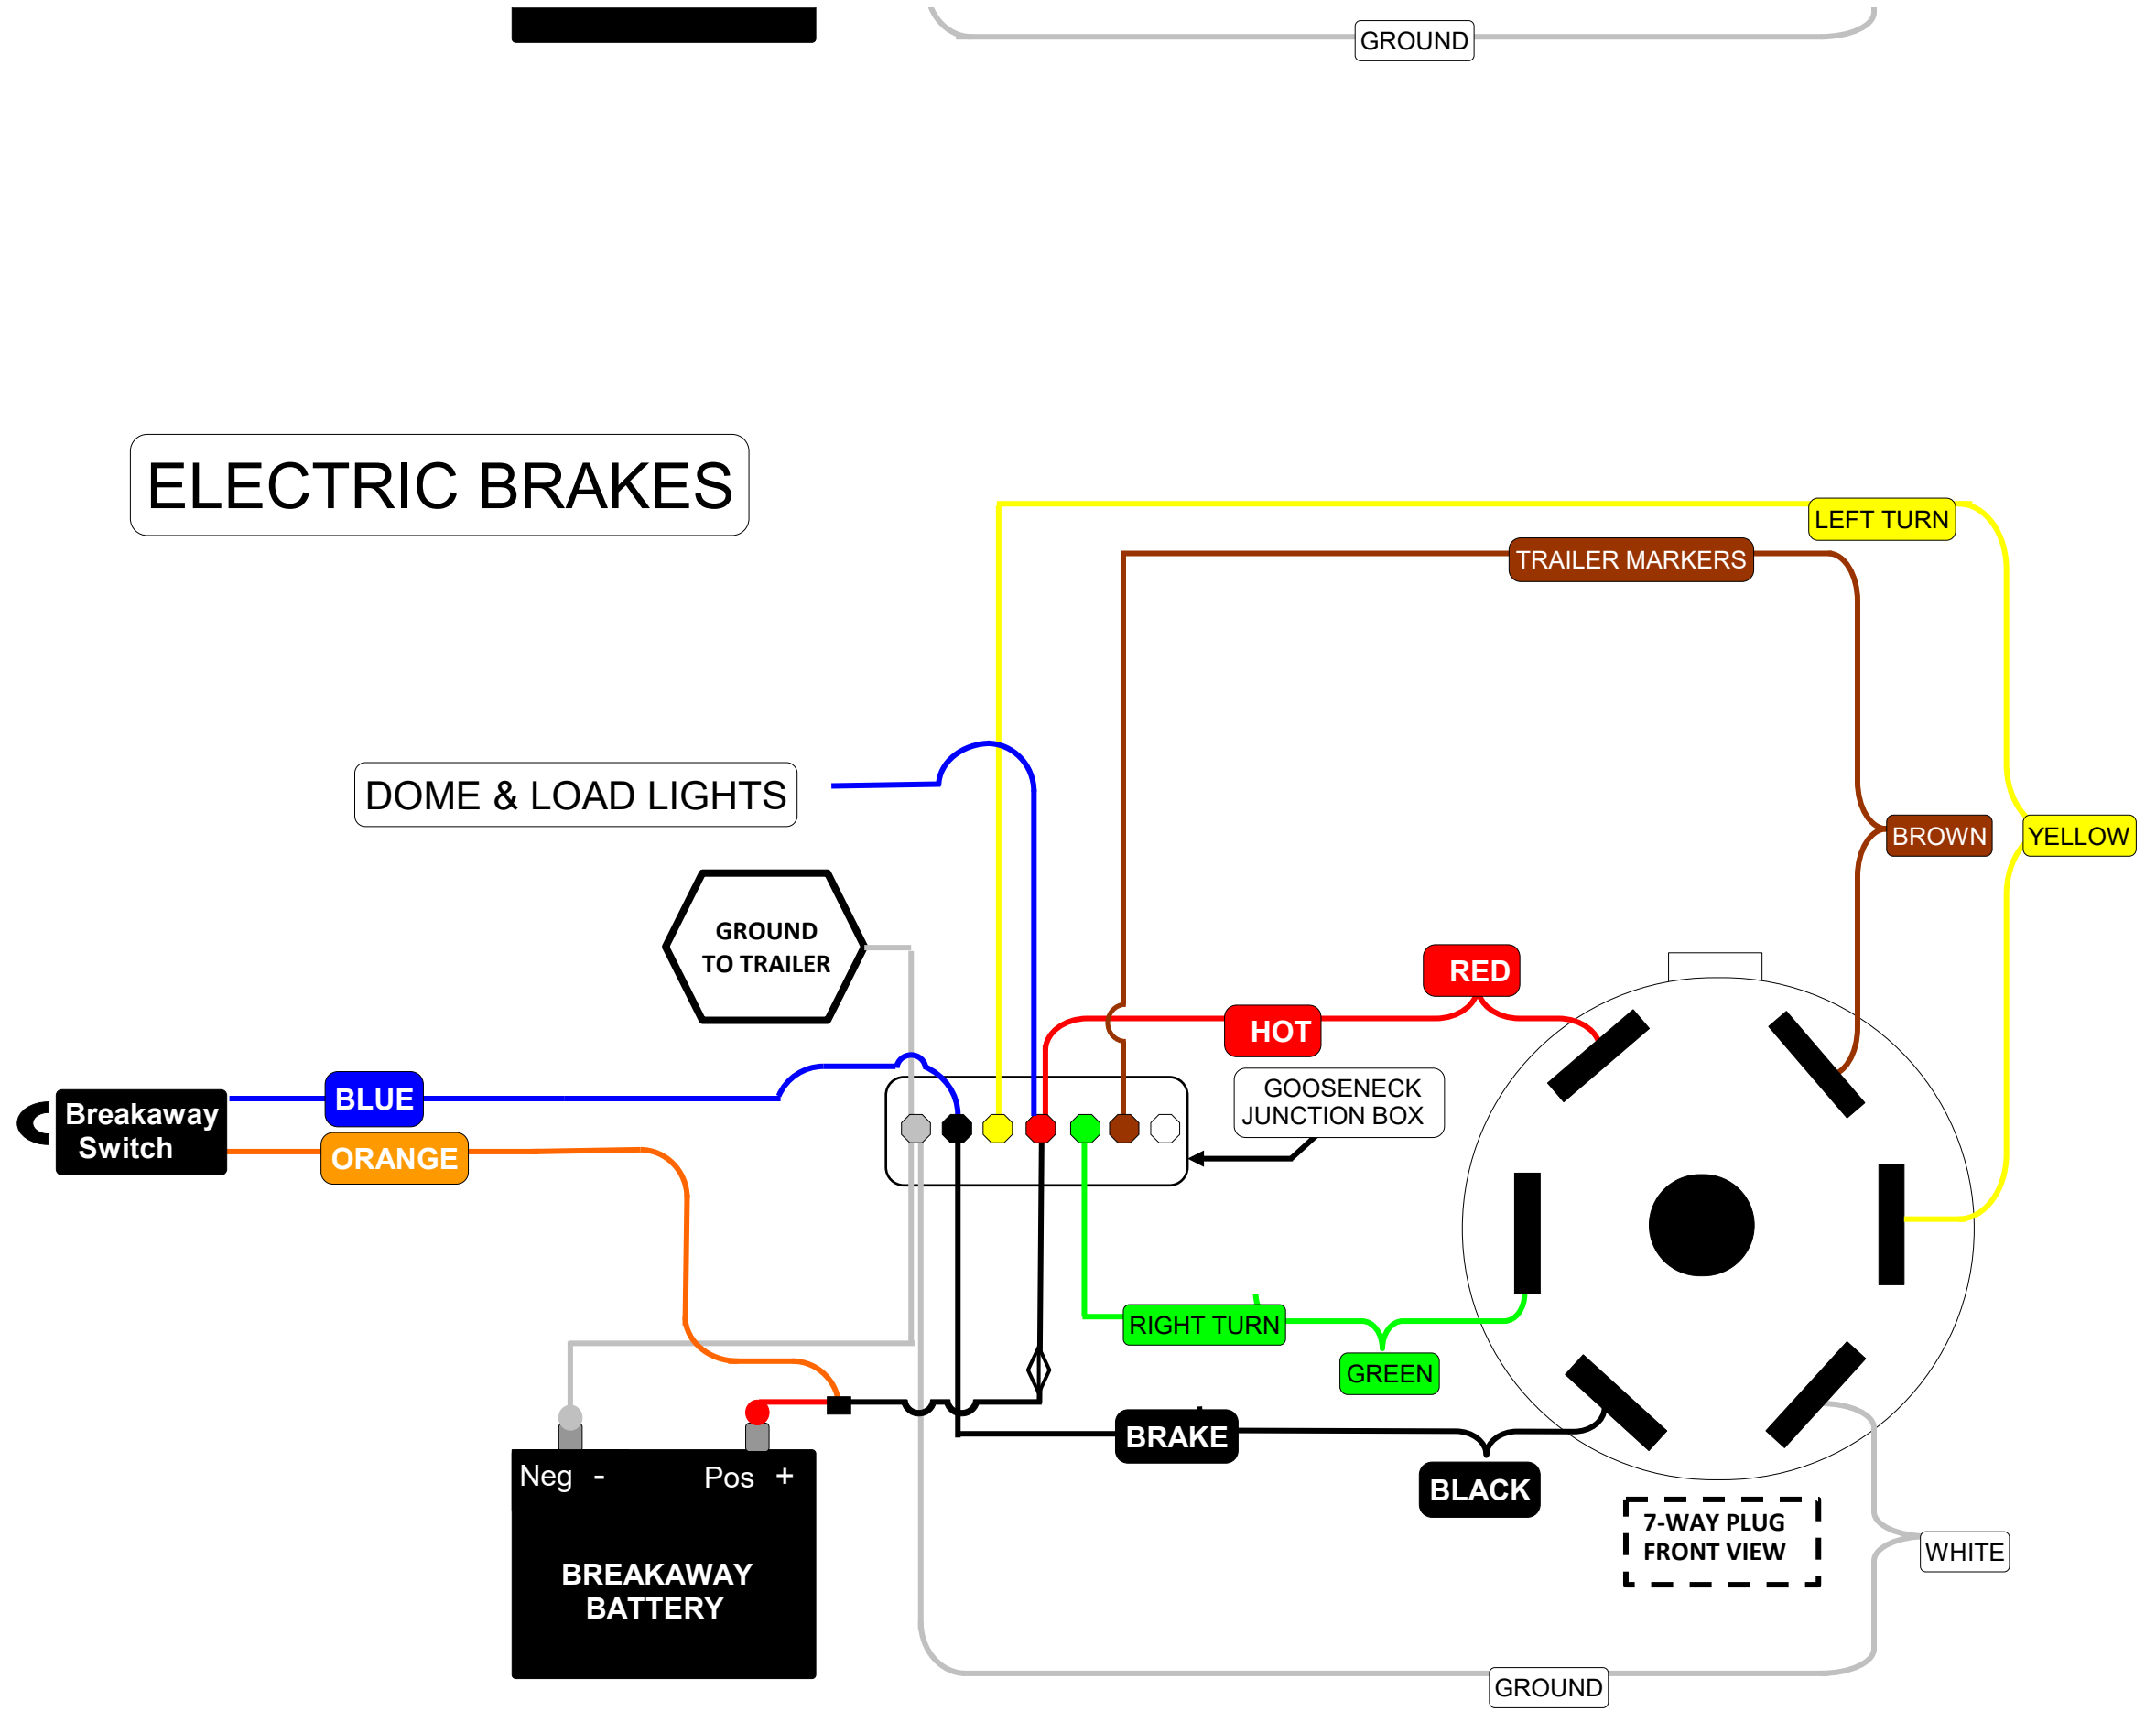 GROUND
ELECTRIC BRAKES
LEFT TURN
TRAILER MARKERS
DOME & LOAD LIGHTS
BROWN
YELLOW
GROUND
TO TRAILER
RED
HOT
GOOSENECK
JUNCTION BOX
BLUE
Breakaway
Switch
ORANGE
RIGHT TURN
GREEN
BRAKE
BLACK
Neg -
Pos +
7-WAY PLUG
FRONT VIEW
WHITE
BREAKAWAY
BATTERY
GROUND